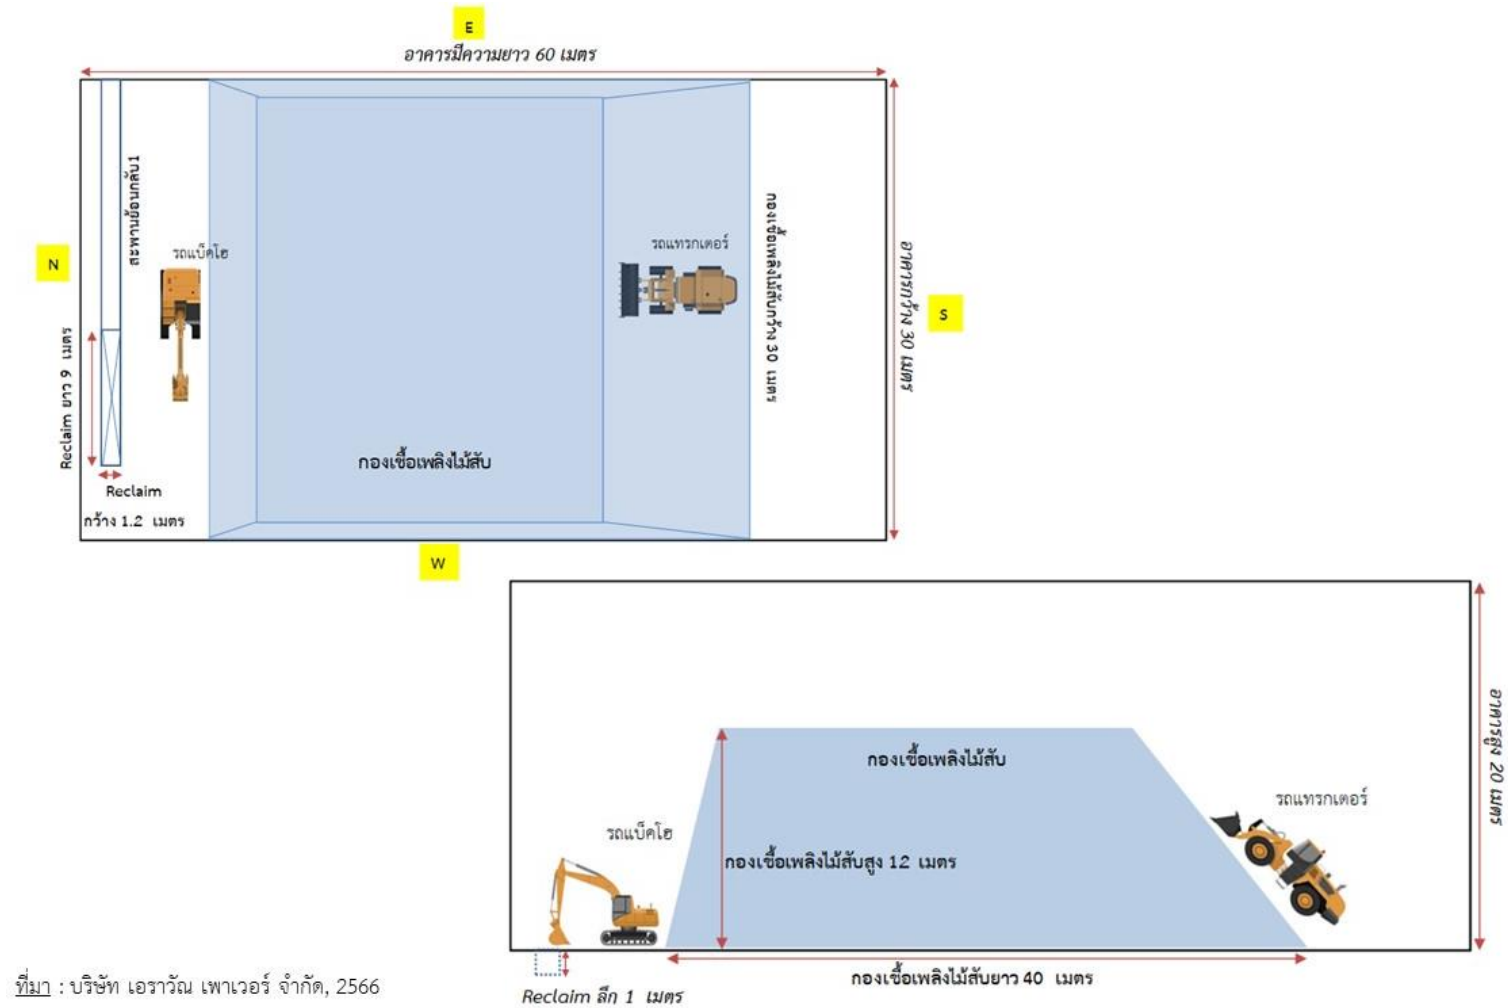 E
อาคารมีความยาว 60 เมตร
สะพานย้อนกลับ1
รถแบ็คโฮ
N
รถแทรกเตอร์
กองเชื้อเพลิงไม้สับกว้าง 30 เมตร
อาคารกว้าง 30 เมตร
S
Reclaim ยาว 9 เมตร
กองเชื้อเพลิงไม้สับ
Reclaim
กว้าง 1.2 เมตร
W
กองเชื้อเพลิงไม้สับ
อาคารสูง 20 เมตร
รถแทรกเตอร์
รถแบ็คโฮ
กองเชื้อเพลิงไม้สับสูง 12 เมตร
กองเชื้อเพลิงไม้สับยาว 40 เมตร
Reclaim ลึก 1 เมตร
ที่มา : บริษัท เอราวัณ เพาเวอร์ จำกัด, 2566